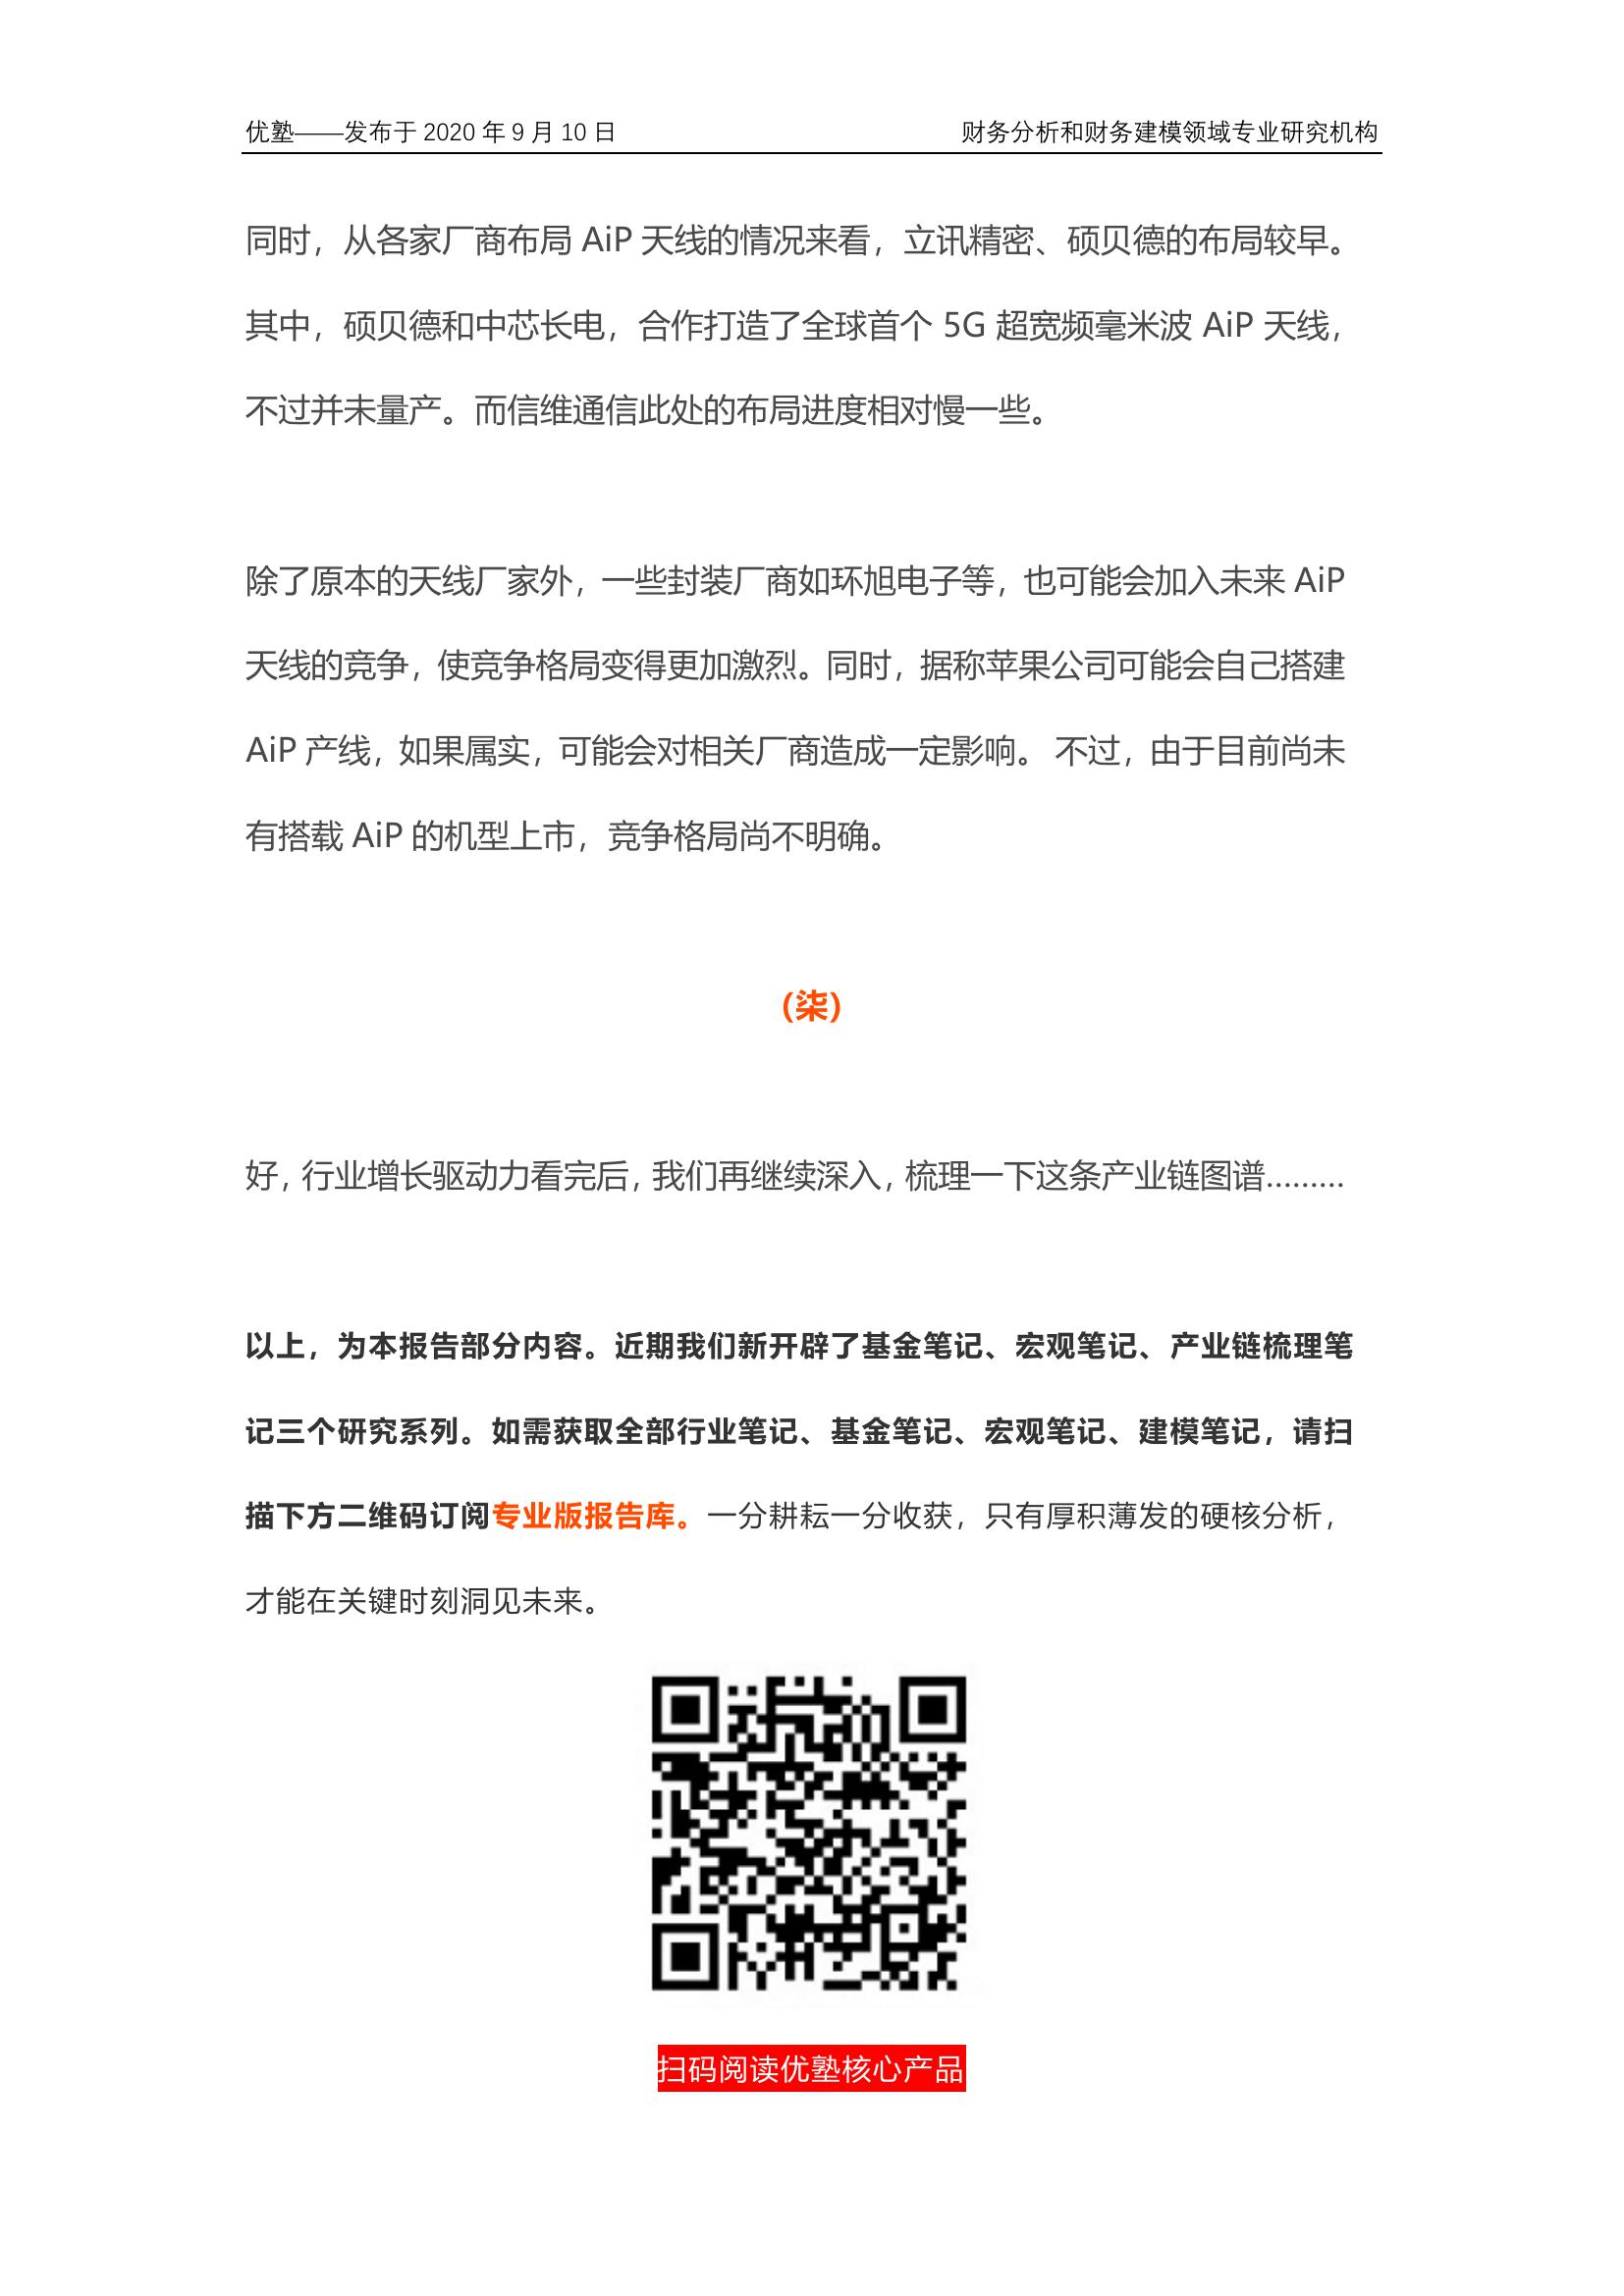 优塾——发布于 2020 年 9 月 10 日 财务分析和财务建模领域专业研究机构
同时，从各家厂商布局 AiP 天线的情况来看，立讯精密、硕贝德的布局较早。
其中，硕贝德和中芯长电，合作打造了全球首个 5G 超宽频毫米波 AiP 天线，
不过并未量产。而信维通信此处的布局进度相对慢一些。
除了原本的天线厂家外，一些封装厂商如环旭电子等，也可能会加入未来 AiP
天线的竞争，使竞争格局变得更加激烈。同时，据称苹果公司可能会自己搭建
AiP 产线，如果属实，可能会对相关厂商造成一定影响。 不过，由于目前尚未
有搭载 AiP 的机型上市，竞争格局尚不明确。
（柒）
好，行业增长驱动力看完后，我们再继续深入，梳理一下这条产业链图谱………
以上，为本报告部分内容。近期我们新开辟了基金笔记、宏观笔记、产业链梳理笔
记三个研究系列。如需获取全部行业笔记、基金笔记、宏观笔记、建模笔记，请扫
描下方二维码订阅专业版报告库。一分耕耘一分收获，只有厚积薄发的硬核分析，
才能在关键时刻洞见未来。
扫码阅读优塾核心产品